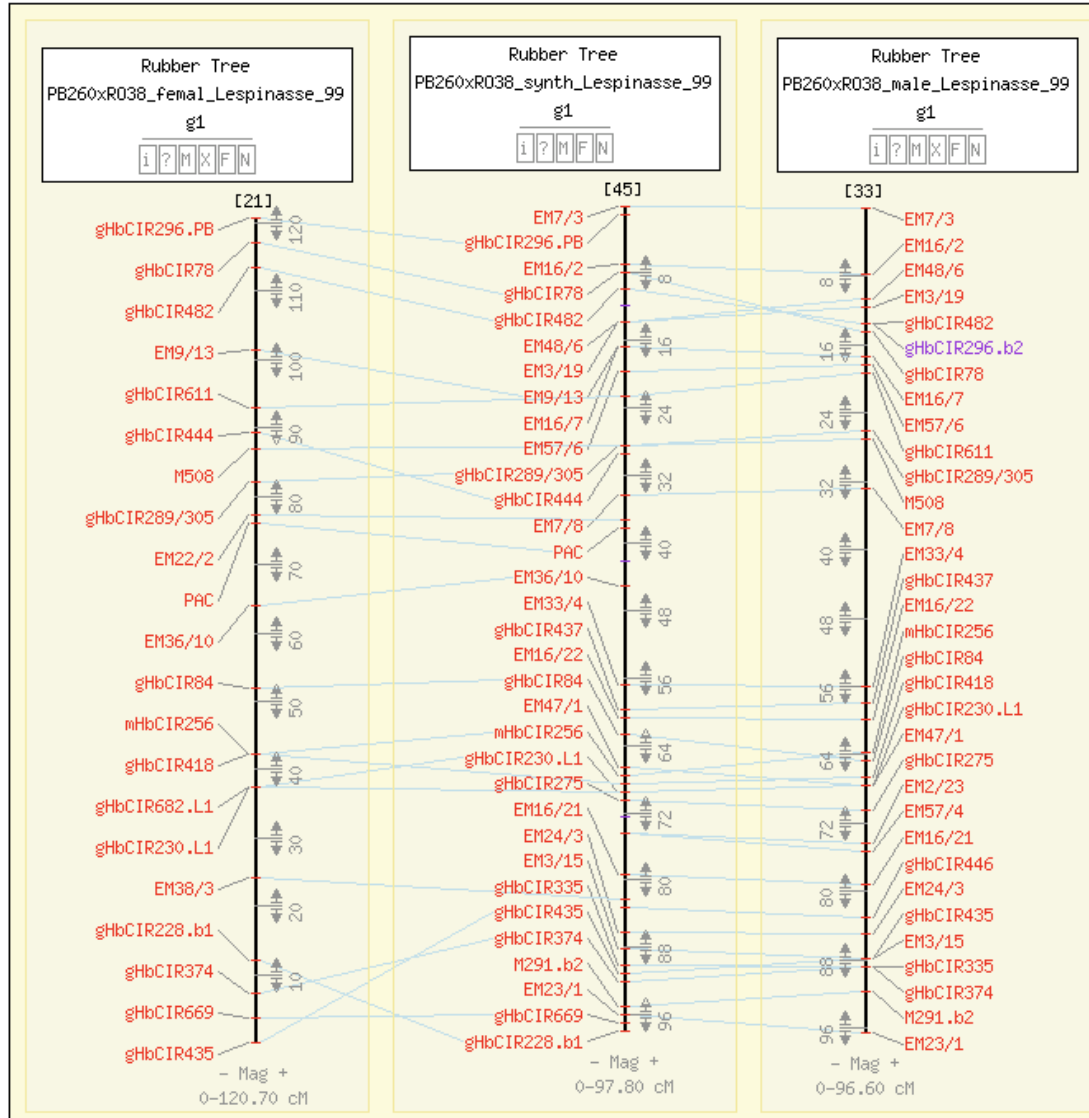 Rubber Tree
PB260xRO38_femal_Lespinasse_99
g1
i ? M X F N
[21]
gHbCIR296.PB
gHbCIR78
gHbCIR482
EM9/13
gHbCIR611
gHbCIR444
M508
gHbCIR289/305
EM22/2
PAC
EM36/10
gHbCIR84
mHbCIR256
gHbCIR418
gHbCIR682.L1
gHbCIR230.L1
EM38/3
gHbCIR228.b1
gHbCIR374
gHbCIR669
gHbCIR435
120
110
100
90
80
70
60
50
40
30
20
10
- Mag +
0-120.70 cM
Rubber Tree
PB260xRO38_synth_Lespinasse_99
g1
i ? M F N
[45]
EM7/3
gHbCIR296.PB
EM16/2
gHbCIR78
gHbCIR482
EM48/6
EM3/19
EM9/13
EM16/7
EM57/6
gHbCIR289/305
gHbCIR444
EM7/8
PAC
EM36/10
EM33/4
gHbCIR437
EM16/22
gHbCIR84
EM47/1
mHbCIR256
gHbCIR230.L1
gHbCIR275
EM16/21
EM24/3
EM3/15
gHbCIR335
gHbCIR435
gHbCIR374
M291.b2
EM23/1
gHbCIR669
gHbCIR228.b1
8
16
24
32
40
48
56
64
72
80
88
96
- Mag +
0-97.80 cM
Rubber Tree
PB260xRO38_male_Lespinasse_99
g1
i ? M X F N
[33]
8
16
24
32
40
48
56
64
72
80
88
96
EM7/3
EM16/2
EM48/6
EM3/19
gHbCIR482
gHbCIR296.b2
gHbCIR78
EM16/7
EM57/6
gHbCIR611
gHbCIR289/305
M508
EM7/8
EM33/4
gHbCIR437
EM16/22
mHbCIR256
gHbCIR84
gHbCIR418
gHbCIR230.L1
EM47/1
gHbCIR275
EM2/23
EM57/4
EM16/21
gHbCIR446
EM24/3
gHbCIR435
EM3/15
gHbCIR335
gHbCIR374
M291.b2
EM23/1
- Mag +
0-96.60 cM